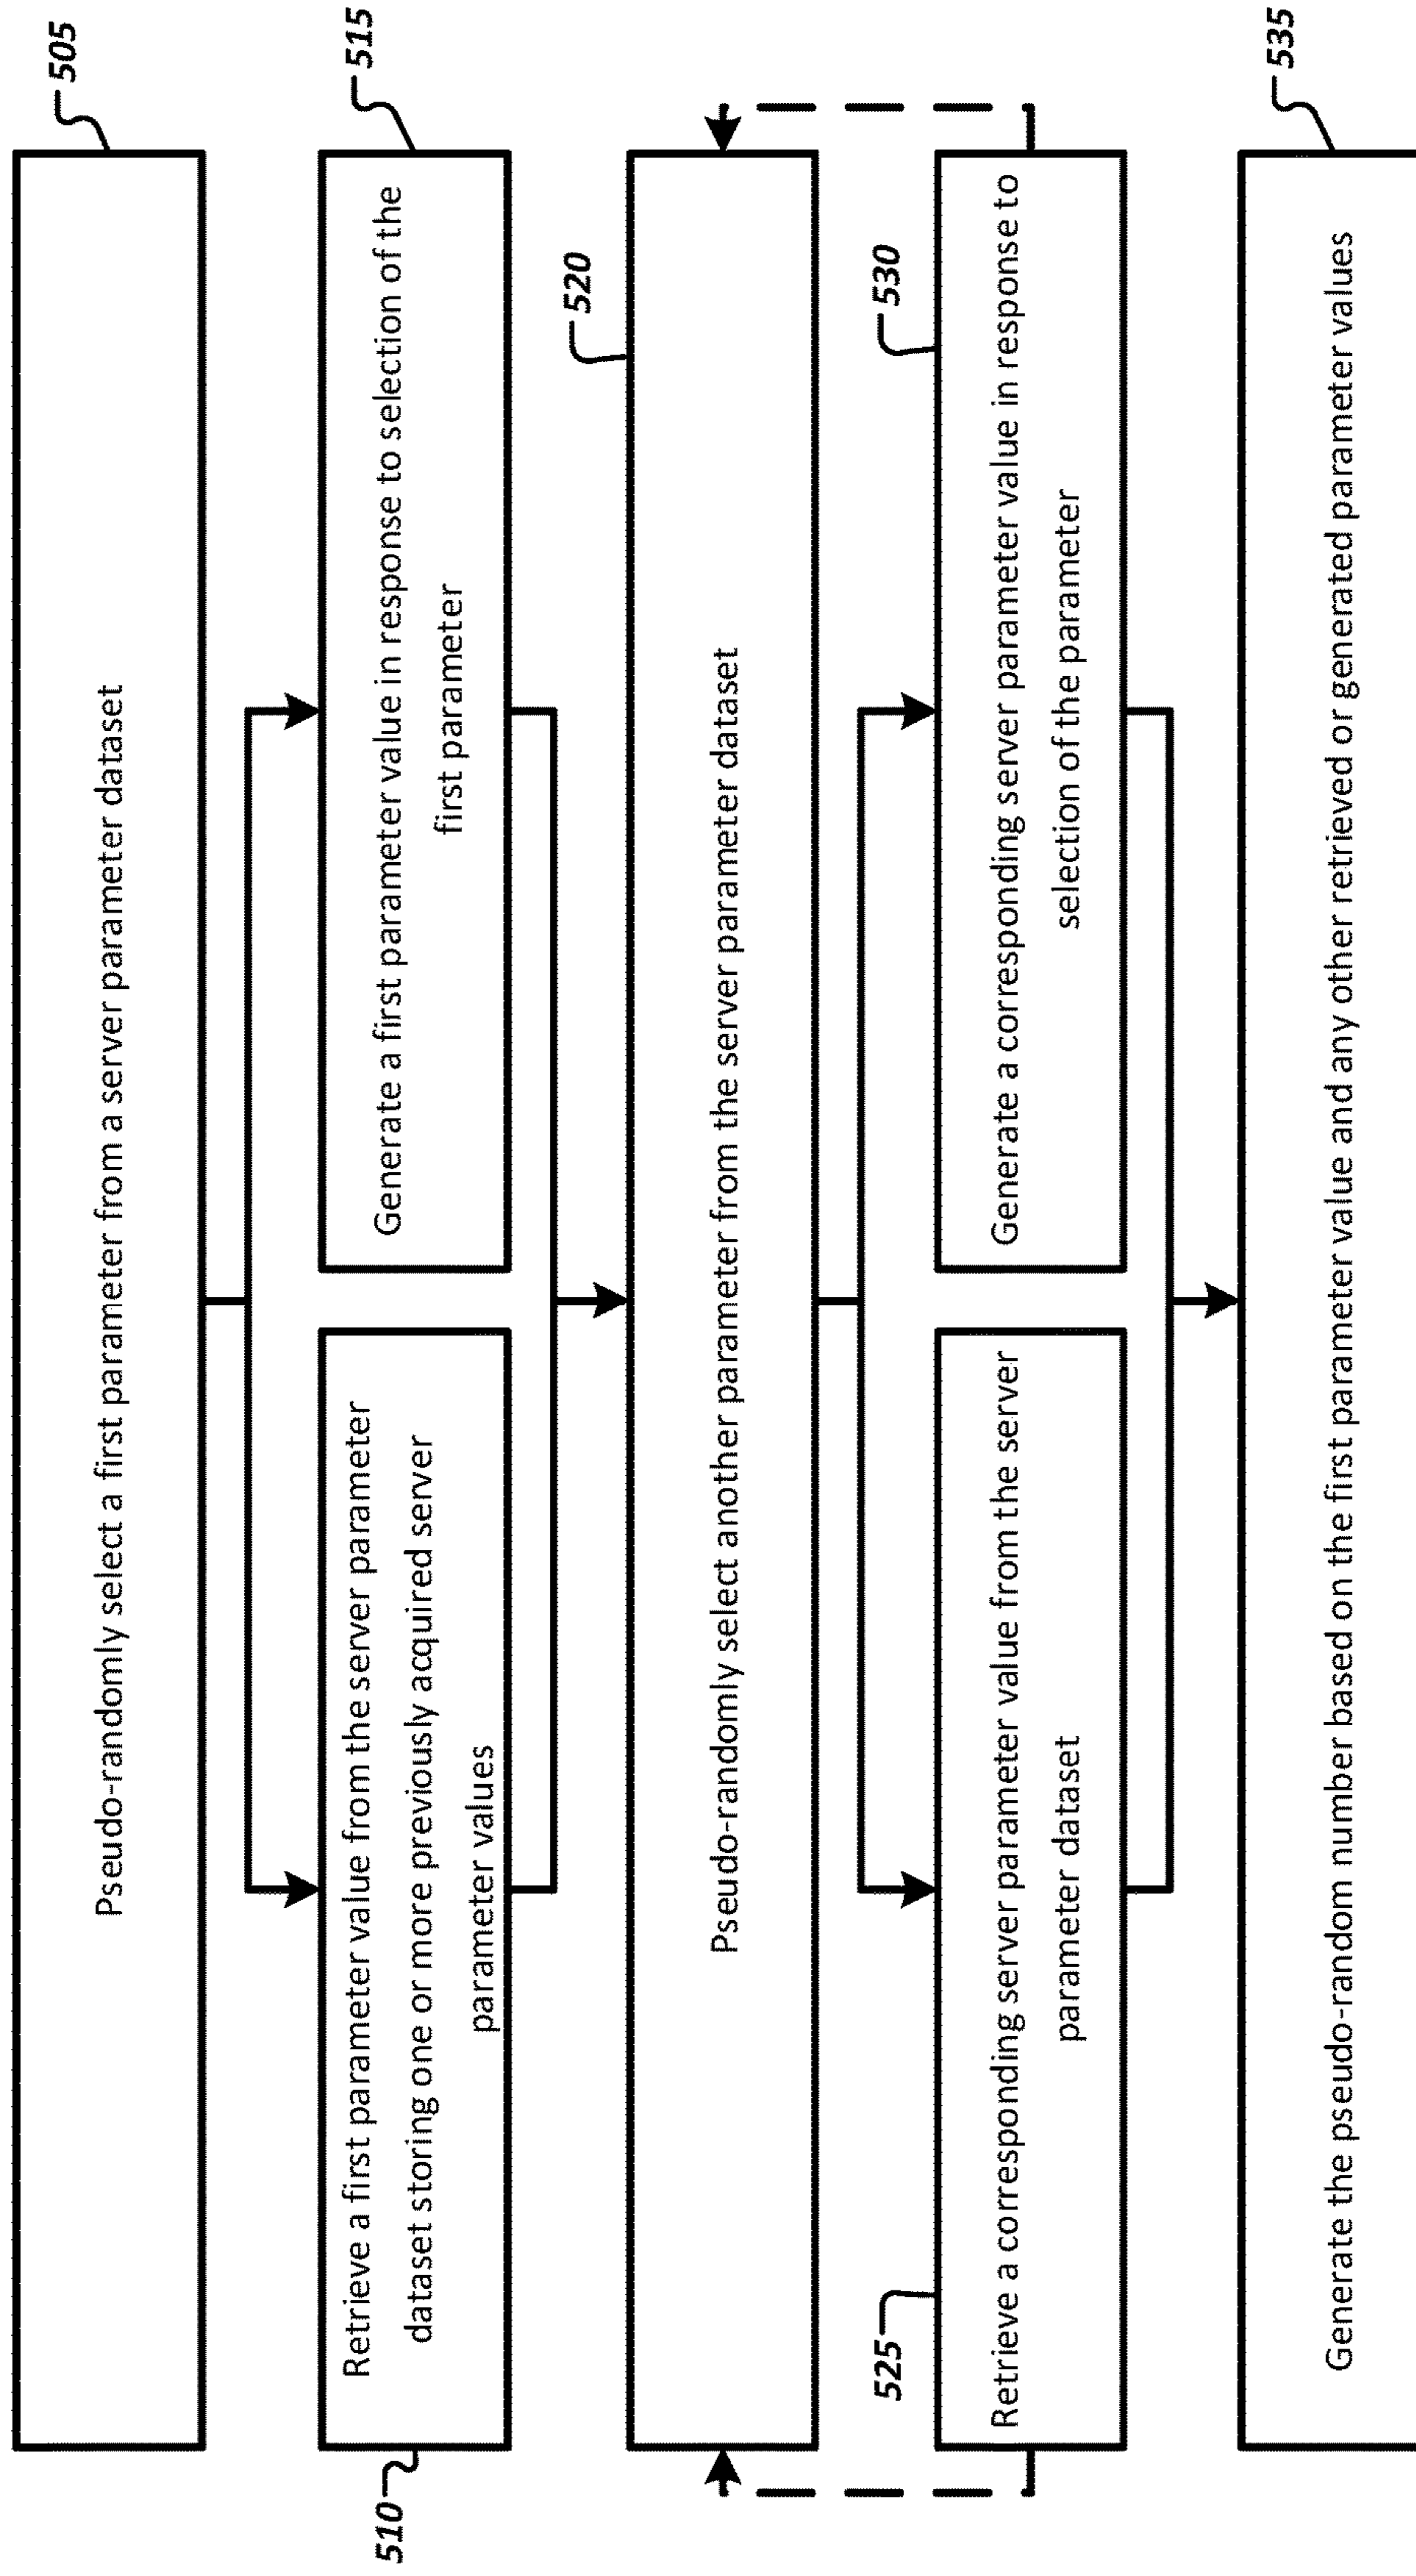 505
Pseudo-randomly select a first parameter from a server parameter dataset
510
Retrieve a first parameter value from the server parameter
dataset storing one or more previously acquired server
parameter values
515
Generate a first parameter value in response to selection of the
first parameter
520
Pseudo-randomly select another parameter from the server parameter dataset
525
Retrieve a corresponding server parameter value from the server
parameter dataset
530
Generate a corresponding server parameter value in response to
selection of the parameter
535
Generate the pseudo-random number based on the first parameter value and any other retrieved or generated parameter values